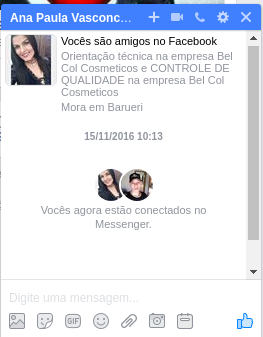 Ana Paula Vasconc...
Vocês são amigos no Facebook
Orientação técnica na empresa Bel
Col Cosmeticos e CONTROLE DE
QUALIDADE na empresa Bel Col
Cosmeticos
Mora em Barueri
15/11/2016 10:13
Vocês agora estão conectados no
Messenger.
Digite uma mensagem...
GIF